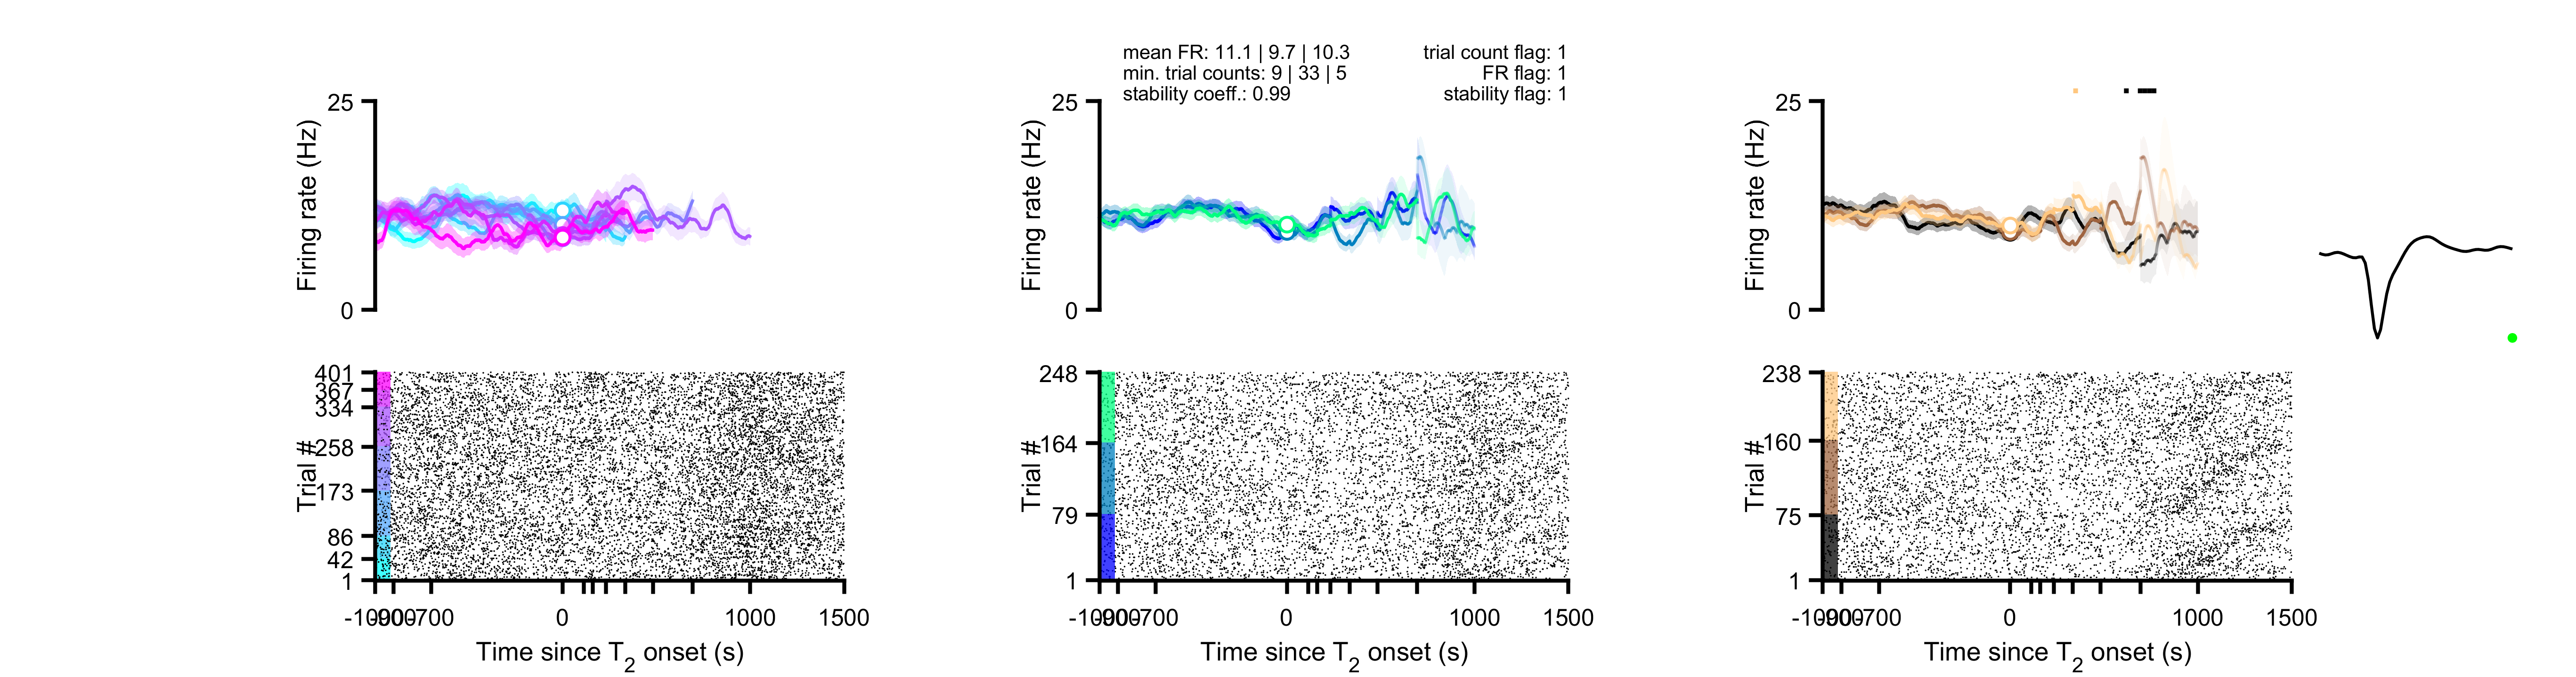 mean FR: 11.1 | 9.7 | 10.3
min. trial counts: 9 | 33 | 5
stability coeff.: 0.99
trial count flag: 1
FR flag: 1
stability flag: 1
25
Firing rate (Hz)
0
25
Firing rate (Hz)
0
25
Firing rate (Hz)
0
401
367
334
258
173
86
42
1
Trial #
0
1000
1500
Time since T2 onset (s)
248
164
79
1
Trial #
0
1000
1500
Time since T2 onset (s)
238
160
75
1
Trial #
0
1000
1500
Time since T2 onset (s)